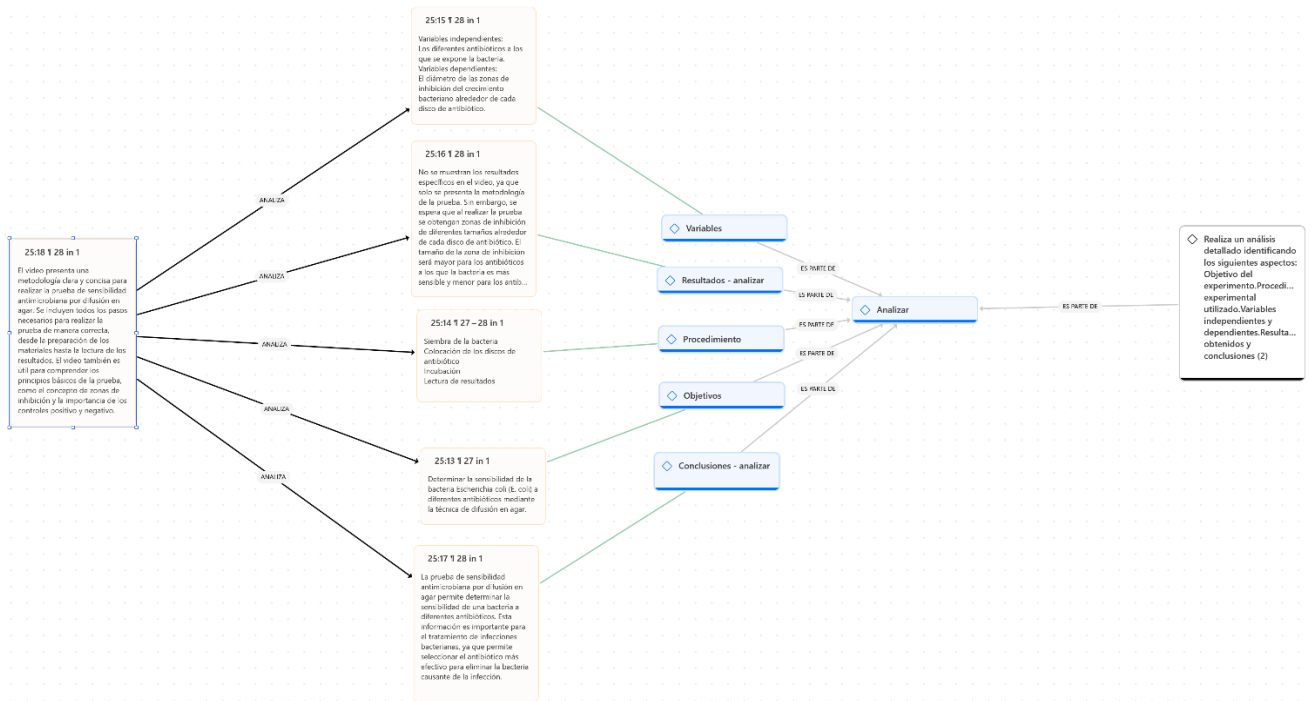 25:15 ¶ 28 in 1
Variables independientes:
Los diferentes antibióticos a los
que se expone la bacteria.
Variables dependientes:
El diámetro de las zonas de
inhibición del crecimiento
bacteriano alrededor de cada
disco de antibiótico.
25:16 ¶ 28 in 1
No se muestran los resultados
específicos en el video, ya que
solo se presenta la metodología
de la prueba. Sin embargo, se
espera que al realizar la prueba
se obtengan zonas de inhibición
de diferentes tamaños alrededor
de cada disco de antibiótico. El
tamaño de la zona de inhibición
será mayor para los antibióticos
a los que la bacteria es más
sensible y menor para los antib...
25:18 ¶ 28 in 1
El video presenta una
metodología clara y concisa para
realizar la prueba de sensibilidad
antimicrobiana por difusión en
agar. Se incluyen todos los pasos
necesarios para realizar la
prueba de manera correcta,
desde la preparación de los
materiales hasta la lectura de los
resultados. El video también es
útil para comprender los
principios básicos de la prueba,
como el concepto de zonas de
inhibición y la importancia de los
controles positivo y negativo.
ANALIZA
ANALIZA
ANALIZA
ANALIZA
ANALIZA
25:14 ¶ 27 – 28 in 1
Siembra de la bacteria
Colocación de los discos de
antibiótico
Incubación
Lectura de resultados
25:13 ¶ 27 in 1
Determinar la sensibilidad de la
bacteria Escherichia coli (E. coli) a
diferentes antibióticos mediante
la técnica de difusión en agar.
25:17 ¶ 28 in 1
La prueba de sensibilidad
antimicrobiana por difusión en
agar permite determinar la
sensibilidad de una bacteria a
diferentes antibióticos. Esta
información es importante para
el tratamiento de infecciones
bacterianas, ya que permite
seleccionar el antibiótico más
efectivo para eliminar la bacteria
causante de la infección.
Variables
Resultados - analizar
Procedimiento
Objetivos
Conclusiones - analizar
ES PARTE DE
ES PARTE DE
ES PARTE DE
ES PARTE DE
ES PARTE DE
Analizar
ES PARTE DE
Realiza un análisis
detallado identificando
los siguientes aspectos:
Objetivo del
experimento.Procedi...
experimental
utilizado.Variables
independientes y
dependientes.Resulta...
obtenidos y
conclusiones (2)